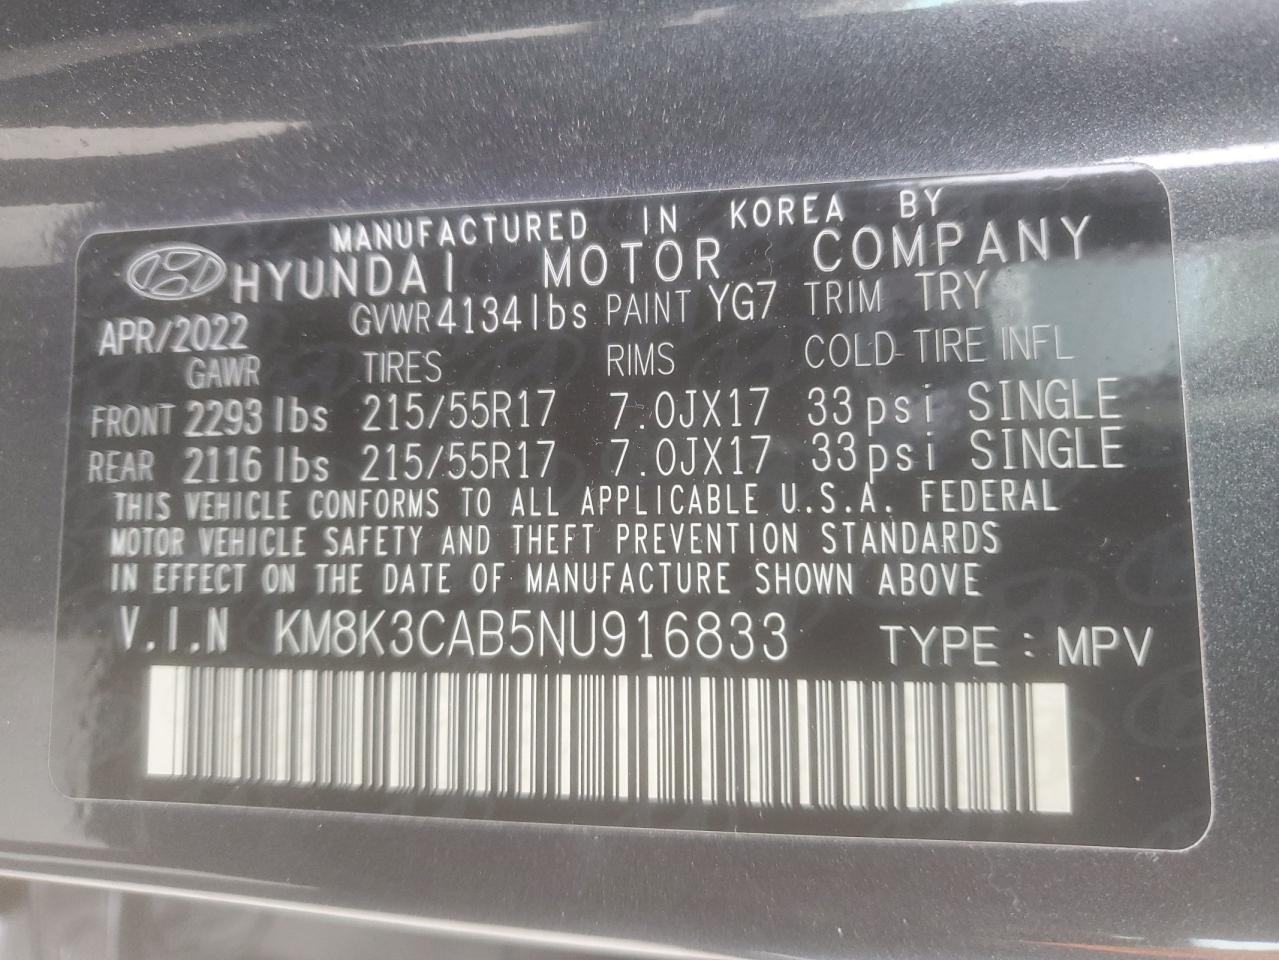 MANUFACTURED IN KOREA BY
HYUNDAI MOTOR COMPANY
APR/2022 GVWR 4134 lbs PAINT YG7 TRIM TRY
GAWR TIRES RIMS COLD TIRE INFL
FRONT 2293 lbs 215/55R17 7.0JX17 33psi SINGLE
REAR 2116 lbs 215/55R17 7.0JX17 33psi SINGLE
THIS VEHICLE CONFORMS TO ALL APPLICABLE U.S.A. FEDERAL
MOTOR VEHICLE SAFETY AND THEFT PREVENTION STANDARDS
IN EFFECT ON THE DATE OF MANUFACTURE SHOWN ABOVE
V.I.N KM8K3CAB5NU916833 TYPE : MPV